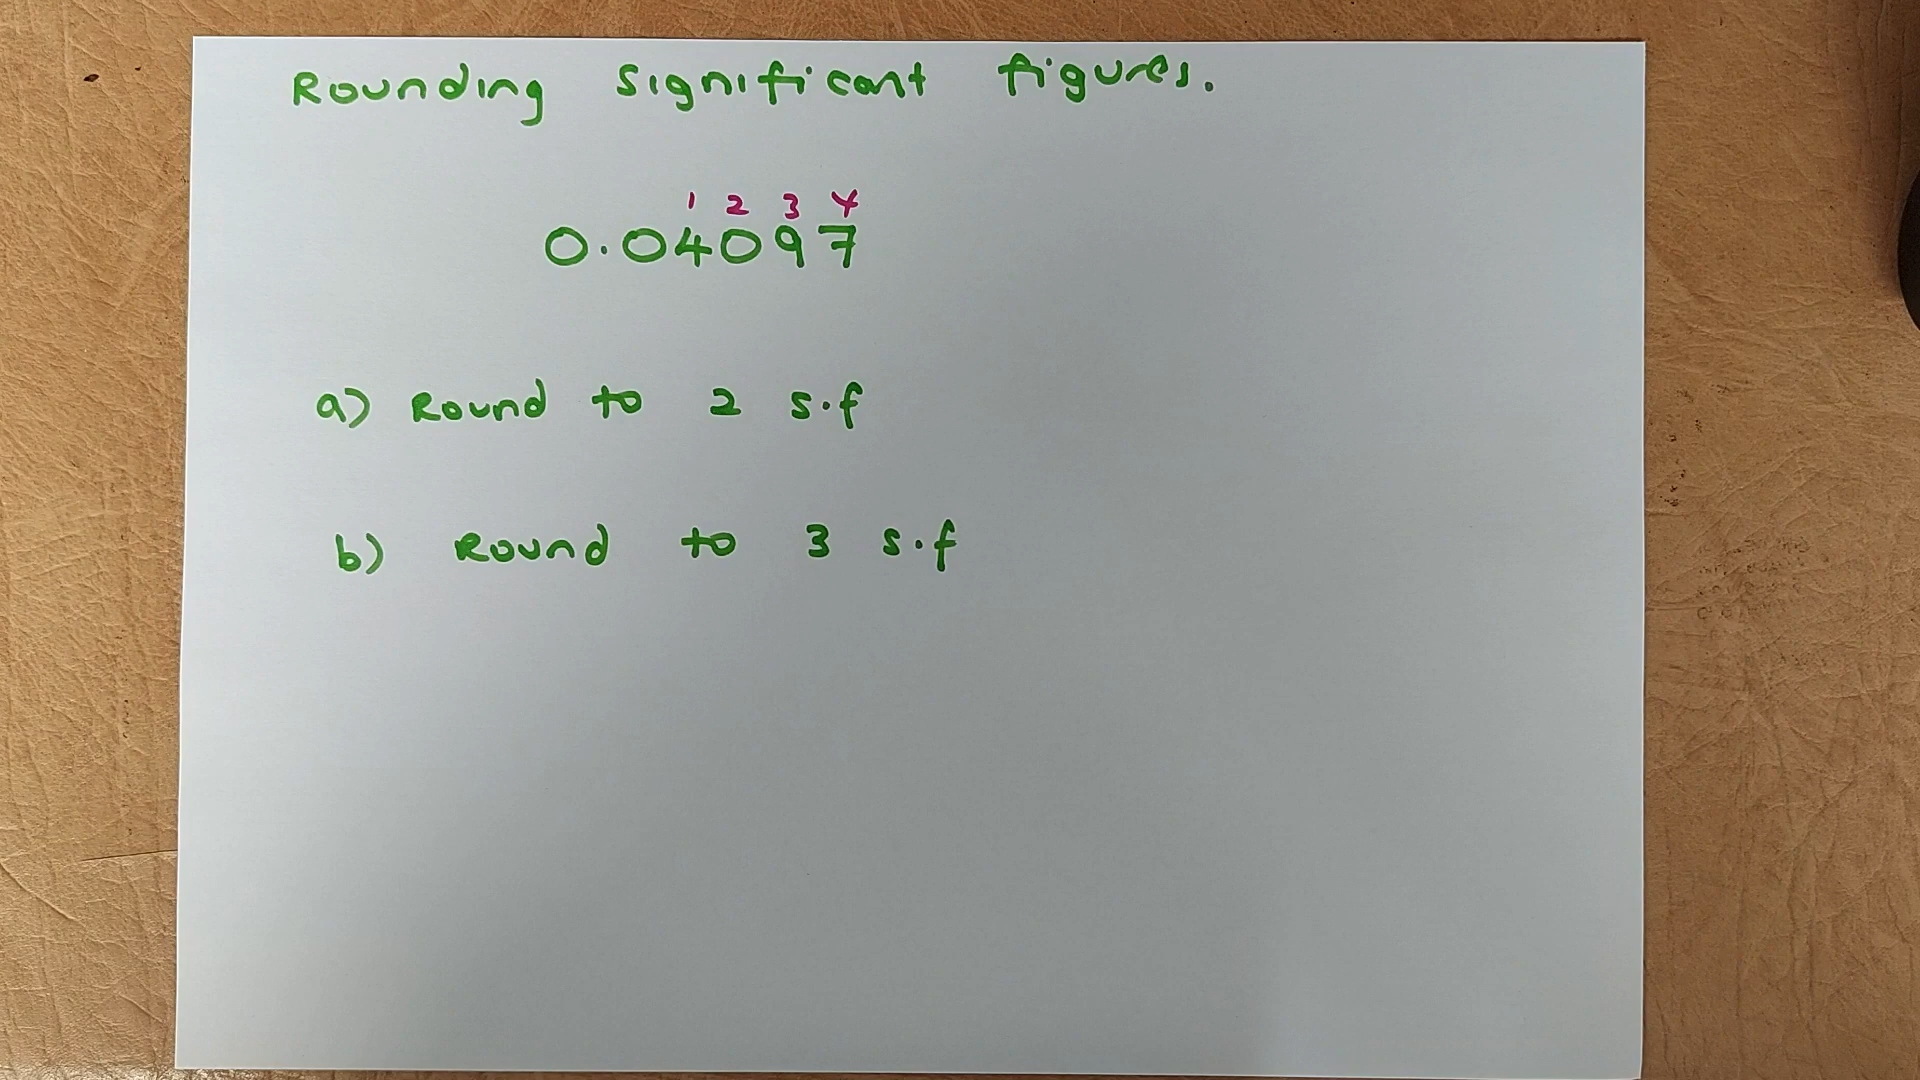 Rounding significant figures.
1 2 3 4
0.04097
a) Round to 2 s.f
b) Round to 3 s.f